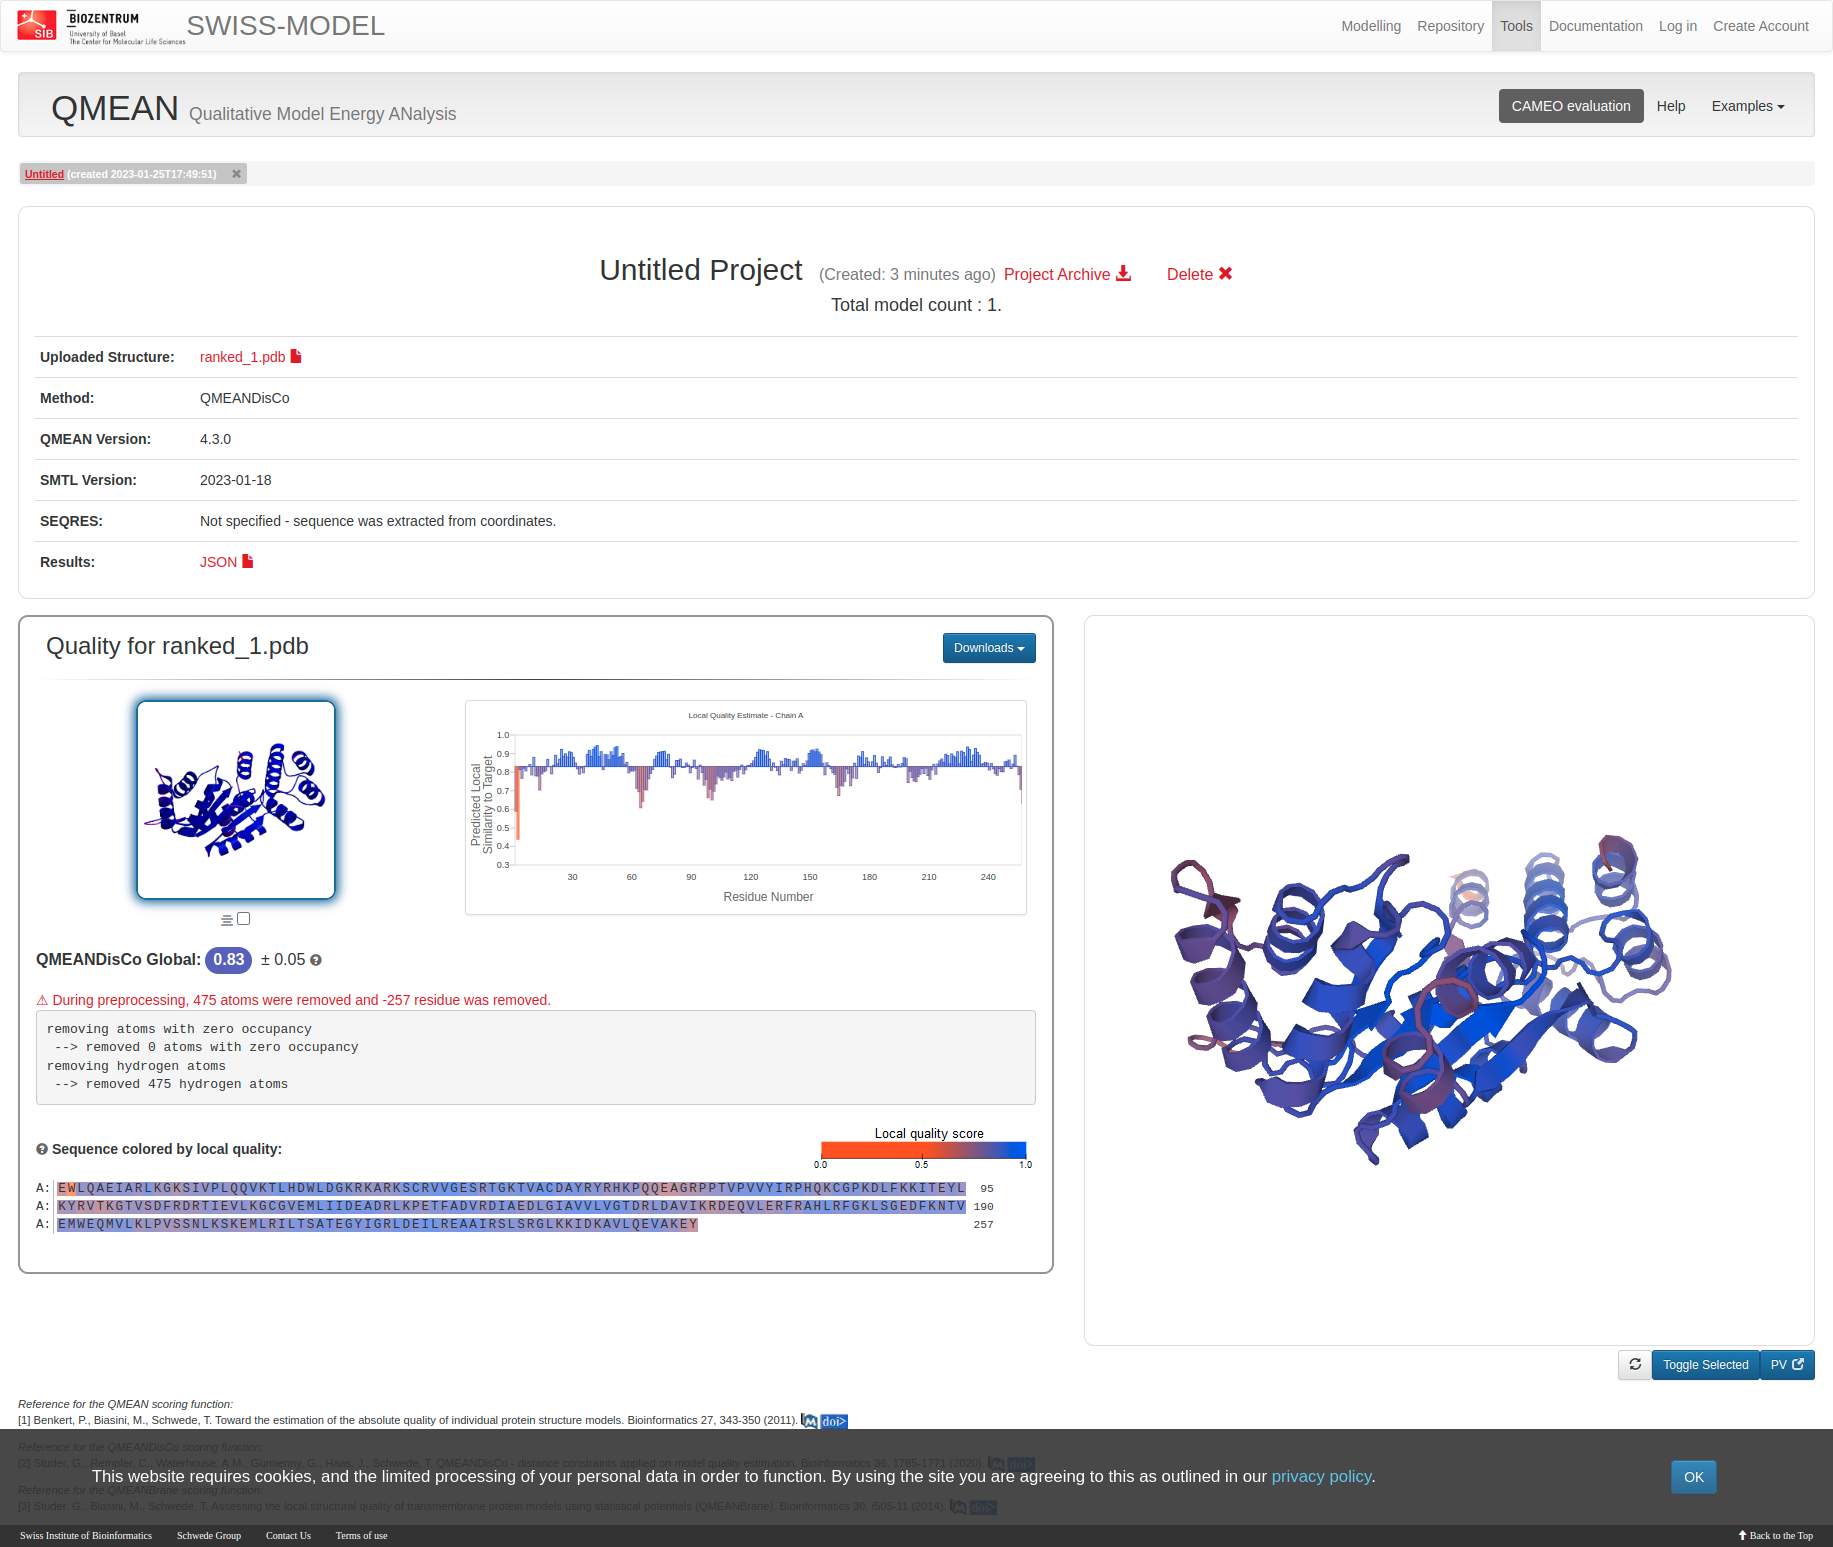 SIB
BIOZENTRUM
University of Basel
The Center for Molecular Life Sciences
SWISS-MODEL
Modelling Repository Tools Documentation Log in Create Account
QMEAN Qualitative Model Energy ANalysis
CAMEO evaluation Help Examples
Untitled (created 2023-01-25T17:49:51) ✖
Untitled Project (Created: 3 minutes ago) Project Archive Delete ✖
Total model count : 1.
Uploaded Structure: ranked_1.pdb
Method: QMEANDisCo
QMEAN Version: 4.3.0
SMTL Version: 2023-01-18
SEQRES: Not specified - sequence was extracted from coordinates.
Results: JSON
Quality for ranked_1.pdb
Downloads
Local Quality Estimate - Chain A
Predicted Local
Similarity to Target
1.0
0.9
0.8
0.7
0.6
0.5
0.4
0.3
30 60 90 120 150 180 210 240
Residue Number
QMEANDisCo Global: 0.83 ± 0.05
⚠ During preprocessing, 475 atoms were removed and -257 residue was removed.
removing atoms with zero occupancy
--> removed 0 atoms with zero occupancy
removing hydrogen atoms
--> removed 475 hydrogen atoms
Sequence colored by local quality:
Local quality score
0.0 0.5 1.0
A: EWLQAEIARLKGKSIVPLQQVKTLHDWLDGKRKARKSCRVVGESRTGKTVACDAYRYRHKPQQEAGRPPTVPVVYIRPHQKCGPKDLFKKITEYL 95
A: KYRVTKGTVSDFRDRTIEVLKGCGVEMLIIDEADRLKPETFADVRDIAEDLGIAVVLVGTDRLDAVIKRDEQVLERFRAHLRFGKLSGEDFKNTV 190
A: EMWEQMVLKLPVSSNLKSKEMLRILTSATEGYIGRLDEILREAAIRSLSRGLKKIDKAVLQEVAKEY 257
Toggle Selected PV
Reference for the QMEAN scoring function:
[1] Benkert, P., Biasini, M., Schwede, T. Toward the estimation of the absolute quality of individual protein structure models. Bioinformatics 27, 343-350 (2011). M doi>
Reference for the QMEANDisCo scoring function:
[2] Studer, G., Rempfer, C., Waterhouse, A.M., Gumienny, G., Haas, J., Schwede, T. QMEANDisCo - distance constraints applied on model quality estimation. Bioinformatics 36, 1765-1771 (2020). M doi>
This website requires cookies, and the limited processing of your personal data in order to function. By using the site you are agreeing to this as outlined in our privacy policy.
OK
Reference for the QMEANBrane scoring function:
[3] Studer, G., Biasini, M., Schwede, T. Assessing the local structural quality of transmembrane protein models using statistical potentials (QMEANBrane). Bioinformatics 30, i505-11 (2014). M doi>
Swiss Institute of Bioinformatics Schwede Group Contact Us Terms of use
Back to the Top